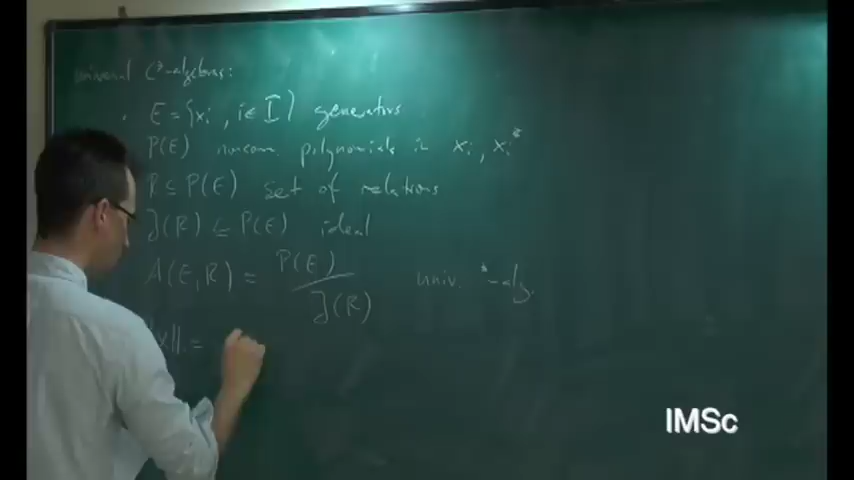 universal C*-algebras:
· E = {xᵢ, i ∈ I} generators
P(E) noncom. polynomials in xᵢ, xᵢ*
R ⊆ P(E) set of relations
J(R) ⊆ P(E) ideal
A(E,R) = P(E) / J(R) univ. *-alg.
x‖ :=
IMSc